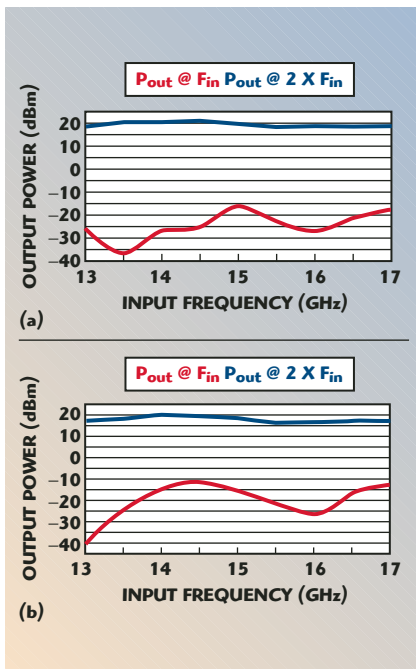 Pout @ Fin Pout @ 2 X Fin
OUTPUT POWER (dBm)
20
10
0
−10
−20
−30
−40
13 14 15 16 17
INPUT FREQUENCY (GHz)
(a)
Pout @ Fin Pout @ 2 X Fin
OUTPUT POWER (dBm)
20
10
0
−10
−20
−30
−40
13 14 15 16 17
INPUT FREQUENCY (GHz)
(b)